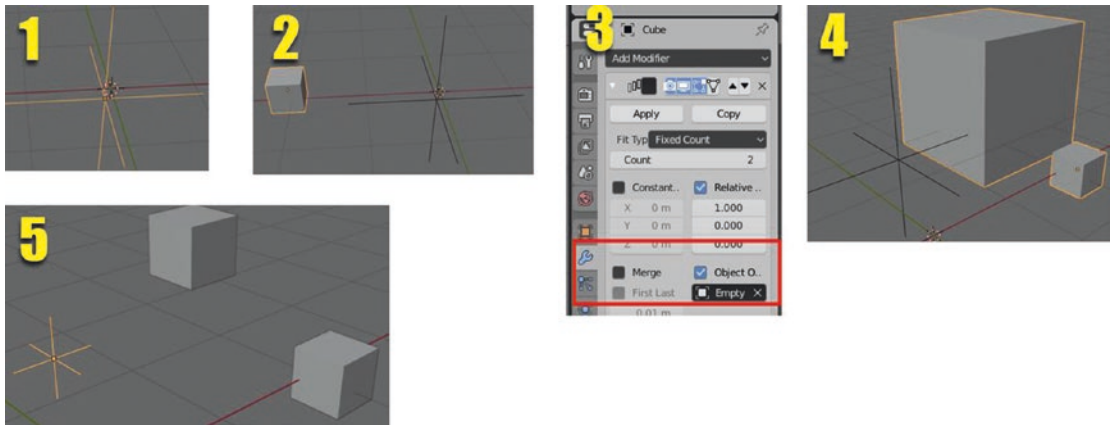 1
2
3
4
5
Cube
Add Modifier
Apply Copy
Fit Typ Fixed Count
Count 2
Constant.. Relative ..
X 0 m 1.000
Y 0 m 0.000
Z 0 m 0.000
Merge Object O..
First Last Empty
0.01 m